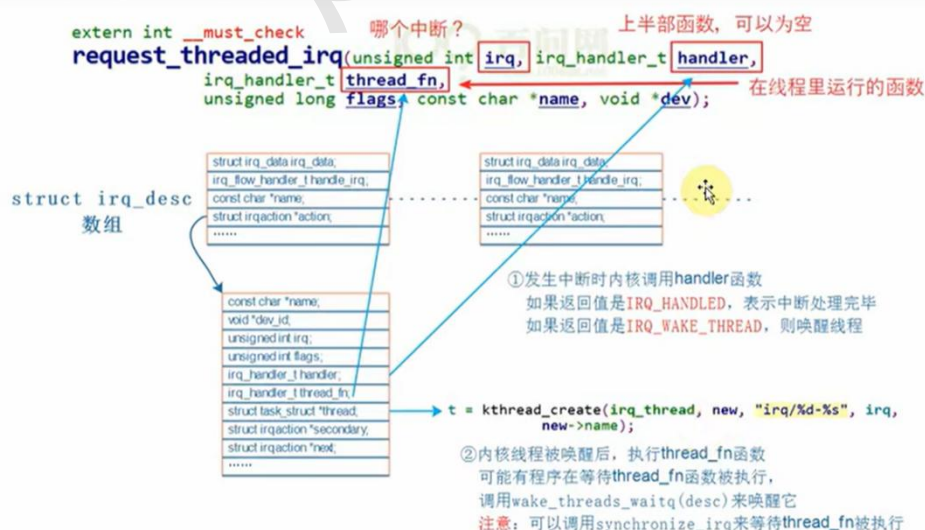 extern int __must_check
哪个中断？
上半部函数，可以为空
request_threaded_irq(unsigned int irq, irq_handler_t handler,
irq_handler_t thread_fn,
在线程里运行的函数
unsigned long flags, const char *name, void *dev);
struct irq_desc
数组
struct irq_data irq_data;
irq_flow_handler_t handle_irq;
const char *name;
struct irqaction *action;
……
struct irq_data irq_data;
irq_flow_handler_t handle_irq;
const char *name;
struct irqaction *action;
……
const char *name;
void *dev_id;
unsigned int irq;
unsigned int flags;
irq_handler_t handler;
irq_handler_t thread_fn;
struct task_struct *thread;
struct irqaction *secondary;
struct irqaction *next;
……
①发生中断时内核调用handler函数
如果返回值是IRQ_HANDLED，表示中断处理完毕
如果返回值是IRQ_WAKE_THREAD，则唤醒线程
t = kthread_create(irq_thread, new, "irq/%d-%s", irq,
new->name);
②内核线程被唤醒后，执行thread_fn函数
可能有程序在等待thread_fn函数被执行，
调用wake_threads_waitq(desc)来唤醒它
注意：可以调用synchronize_irq来等待thread_fn被执行